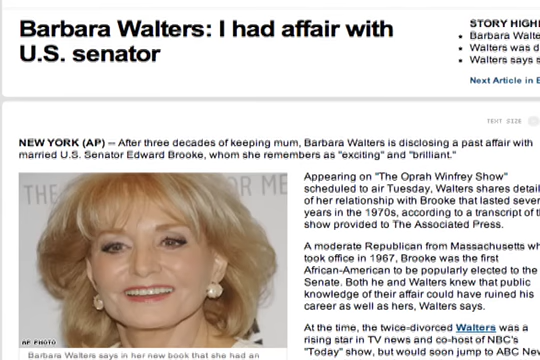 Barbara Walters: I had affair with
U.S. senator
STORY HIGH
Barbara Walte
Walters was d
Walters says s
Next Article in E
TEXT SIZE
NEW YORK (AP) -- After three decades of keeping mum, Barbara Walters is disclosing a past affair with
married U.S. Senator Edward Brooke, whom she remembers as "exciting" and "brilliant."
THE
OR ME
AP PHOTO
Barbara Walters says in her new book that she had an
Appearing on "The Oprah Winfrey Show"
scheduled to air Tuesday, Walters shares detail
of her relationship with Brooke that lasted sever
years in the 1970s, according to a transcript of t
show provided to The Associated Press.
A moderate Republican from Massachusetts wh
took office in 1967, Brooke was the first
African-American to be popularly elected to the
Senate. Both he and Walters knew that public
knowledge of their affair could have ruined his
career as well as hers, Walters says.
At the time, the twice-divorced Walters was a
rising star in TV news and co-host of NBC's
"Today" show, but would soon jump to ABC Nev